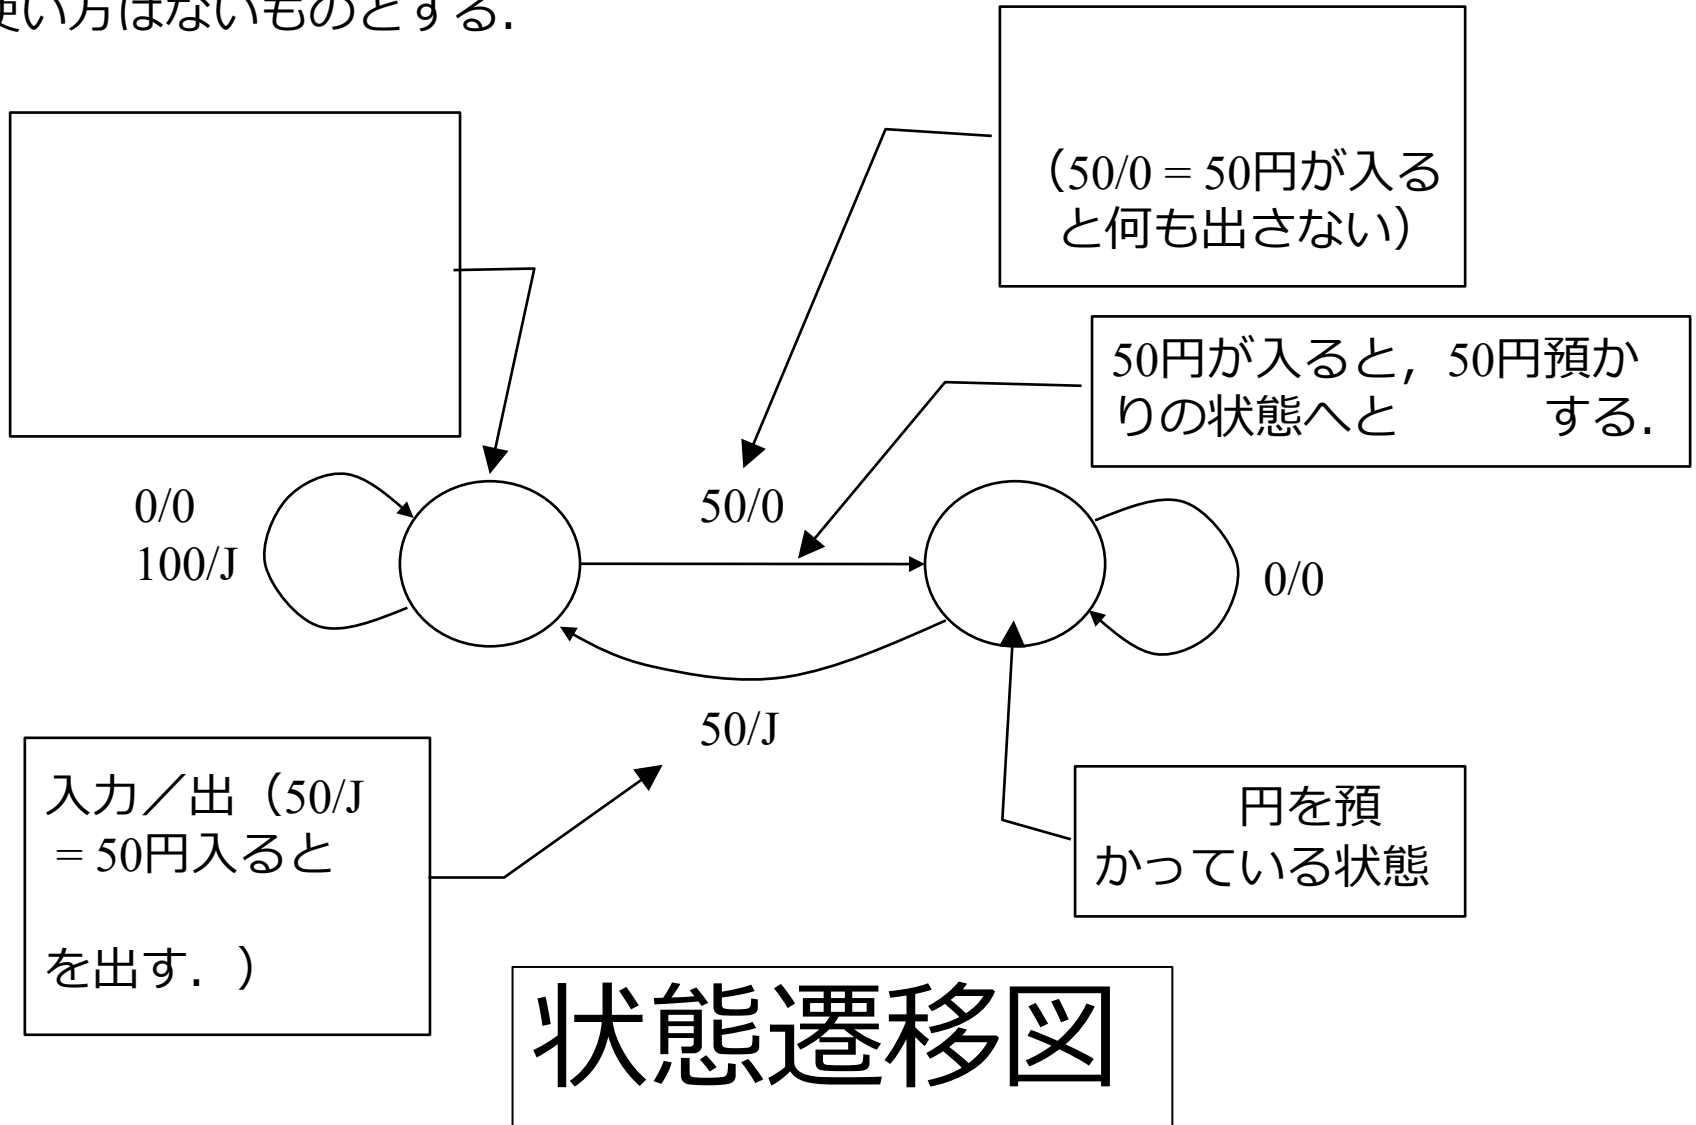 使い方はないものとする．
（50/0 = 50円が入る
と何も出さない）
50円が入ると，50円預か
りの状態へと　　　する．
0/0
100/J
50/0
0/0
50/J
入力／出（50/J
= 50円入ると
を出す．）
円を預
かっている状態
状態遷移図